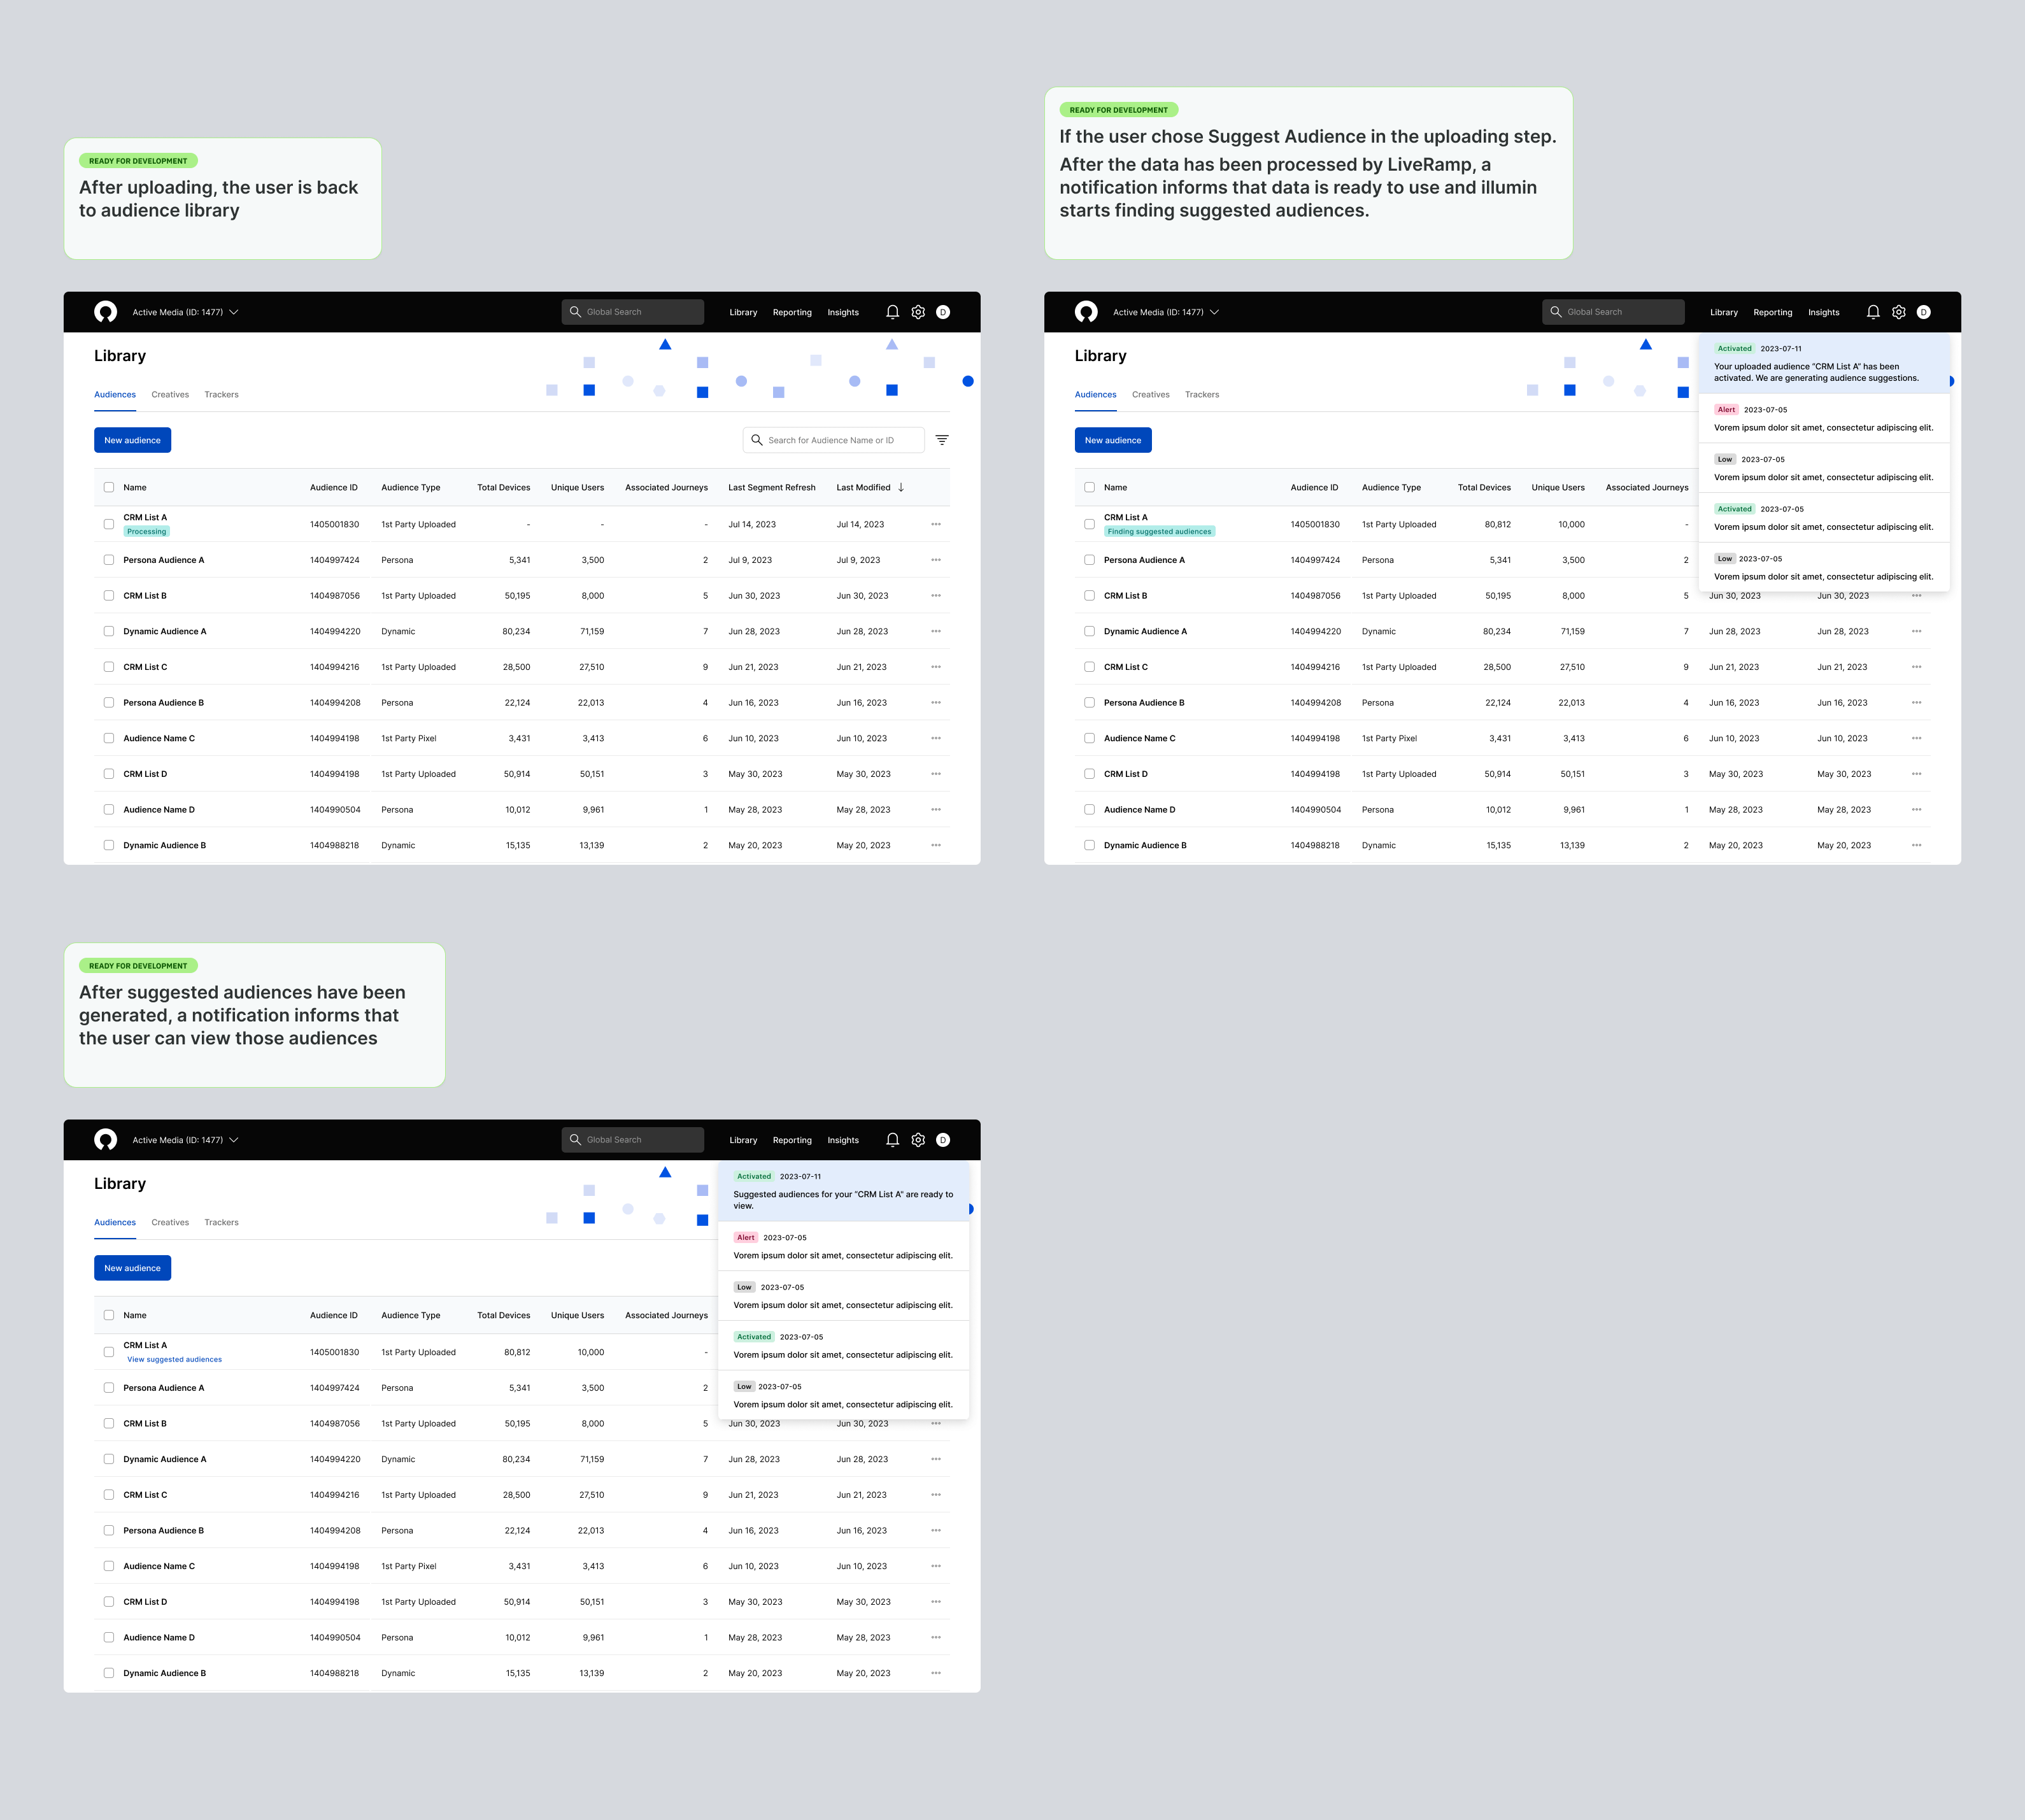 READY FOR DEVELOPMENT
After uploading, the user is back
to audience library
READY FOR DEVELOPMENT
If the user chose Suggest Audience in the uploading step.
After the data has been processed by LiveRamp, a
notification informs that data is ready to use and illumin
starts finding suggested audiences.
Active Media (ID: 1477) Global Search Library Reporting Insights D
Library
Audiences Creatives Trackers
New audience Search for Audience Name or ID
Name Audience ID Audience Type Total Devices Unique Users Associated Journeys Last Segment Refresh Last Modified
CRM List A 1405001830 1st Party Uploaded - - - Jul 14, 2023 Jul 14, 2023
Processing
Persona Audience A 1404997424 Persona 5,341 3,500 2 Jul 9, 2023 Jul 9, 2023
CRM List B 1404987056 1st Party Uploaded 50,195 8,000 5 Jun 30, 2023 Jun 30, 2023
Dynamic Audience A 1404994220 Dynamic 80,234 71,159 7 Jun 28, 2023 Jun 28, 2023
CRM List C 1404994216 1st Party Uploaded 28,500 27,510 9 Jun 21, 2023 Jun 21, 2023
Persona Audience B 1404994208 Persona 22,124 22,013 4 Jun 16, 2023 Jun 16, 2023
Audience Name C 1404994198 1st Party Pixel 3,431 3,413 6 Jun 10, 2023 Jun 10, 2023
CRM List D 1404994198 1st Party Uploaded 50,914 50,151 3 May 30, 2023 May 30, 2023
Audience Name D 1404990504 Persona 10,012 9,961 1 May 28, 2023 May 28, 2023
Dynamic Audience B 1404988218 Dynamic 15,135 13,139 2 May 20, 2023 May 20, 2023
Active Media (ID: 1477) Global Search Library Reporting Insights D
Library
Audiences Creatives Trackers
New audience
Activated 2023-07-11
Your uploaded audience “CRM List A” has been
activated. We are generating audience suggestions.
Alert 2023-07-05
Vorem ipsum dolor sit amet, consectetur adipiscing elit.
Low 2023-07-05
Vorem ipsum dolor sit amet, consectetur adipiscing elit.
Activated 2023-07-05
Vorem ipsum dolor sit amet, consectetur adipiscing elit.
Low 2023-07-05
Vorem ipsum dolor sit amet, consectetur adipiscing elit.
Name Audience ID Audience Type Total Devices Unique Users Associated Journeys
CRM List A 1405001830 1st Party Uploaded 80,812 10,000 -
Finding suggested audiences
Persona Audience A 1404997424 Persona 5,341 3,500 2
CRM List B 1404987056 1st Party Uploaded 50,195 8,000 5 Jun 30, 2023 Jun 30, 2023
Dynamic Audience A 1404994220 Dynamic 80,234 71,159 7 Jun 28, 2023 Jun 28, 2023
CRM List C 1404994216 1st Party Uploaded 28,500 27,510 9 Jun 21, 2023 Jun 21, 2023
Persona Audience B 1404994208 Persona 22,124 22,013 4 Jun 16, 2023 Jun 16, 2023
Audience Name C 1404994198 1st Party Pixel 3,431 3,413 6 Jun 10, 2023 Jun 10, 2023
CRM List D 1404994198 1st Party Uploaded 50,914 50,151 3 May 30, 2023 May 30, 2023
Audience Name D 1404990504 Persona 10,012 9,961 1 May 28, 2023 May 28, 2023
Dynamic Audience B 1404988218 Dynamic 15,135 13,139 2 May 20, 2023 May 20, 2023
READY FOR DEVELOPMENT
After suggested audiences have been
generated, a notification informs that
the user can view those audiences
Active Media (ID: 1477) Global Search Library Reporting Insights D
Library
Audiences Creatives Trackers
New audience
Activated 2023-07-11
Suggested audiences for your “CRM List A” are ready to
view.
Alert 2023-07-05
Vorem ipsum dolor sit amet, consectetur adipiscing elit.
Low 2023-07-05
Vorem ipsum dolor sit amet, consectetur adipiscing elit.
Activated 2023-07-05
Vorem ipsum dolor sit amet, consectetur adipiscing elit.
Low 2023-07-05
Vorem ipsum dolor sit amet, consectetur adipiscing elit.
Name Audience ID Audience Type Total Devices Unique Users Associated Journeys
CRM List A 1405001830 1st Party Uploaded 80,812 10,000 -
View suggested audiences
Persona Audience A 1404997424 Persona 5,341 3,500 2
CRM List B 1404987056 1st Party Uploaded 50,195 8,000 5 Jun 30, 2023 Jun 30, 2023
Dynamic Audience A 1404994220 Dynamic 80,234 71,159 7 Jun 28, 2023 Jun 28, 2023
CRM List C 1404994216 1st Party Uploaded 28,500 27,510 9 Jun 21, 2023 Jun 21, 2023
Persona Audience B 1404994208 Persona 22,124 22,013 4 Jun 16, 2023 Jun 16, 2023
Audience Name C 1404994198 1st Party Pixel 3,431 3,413 6 Jun 10, 2023 Jun 10, 2023
CRM List D 1404994198 1st Party Uploaded 50,914 50,151 3 May 30, 2023 May 30, 2023
Audience Name D 1404990504 Persona 10,012 9,961 1 May 28, 2023 May 28, 2023
Dynamic Audience B 1404988218 Dynamic 15,135 13,139 2 May 20, 2023 May 20, 2023